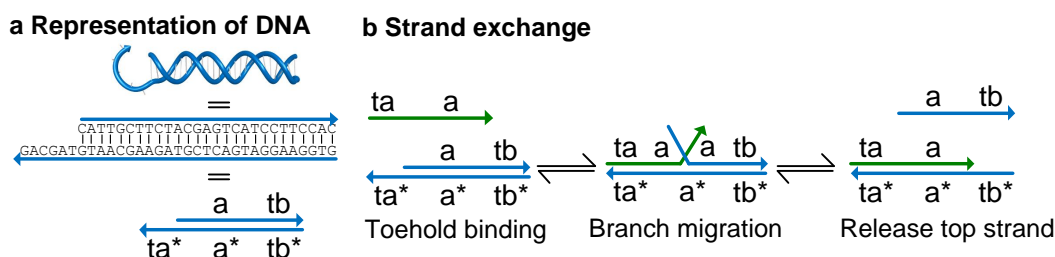 a Representation of DNA
=
CATTGCTTCTACGAGTCATCCTTCCAC
GACGATGTAACGAAGATGCTCAGTAGGAAGGTG
=
a tb
ta* a* tb*
b Strand exchange
ta a
a tb
ta* a* tb*
Toehold binding
ta a a tb
ta* a* tb*
Branch migration
a tb
ta a
ta* a* tb*
Release top strand